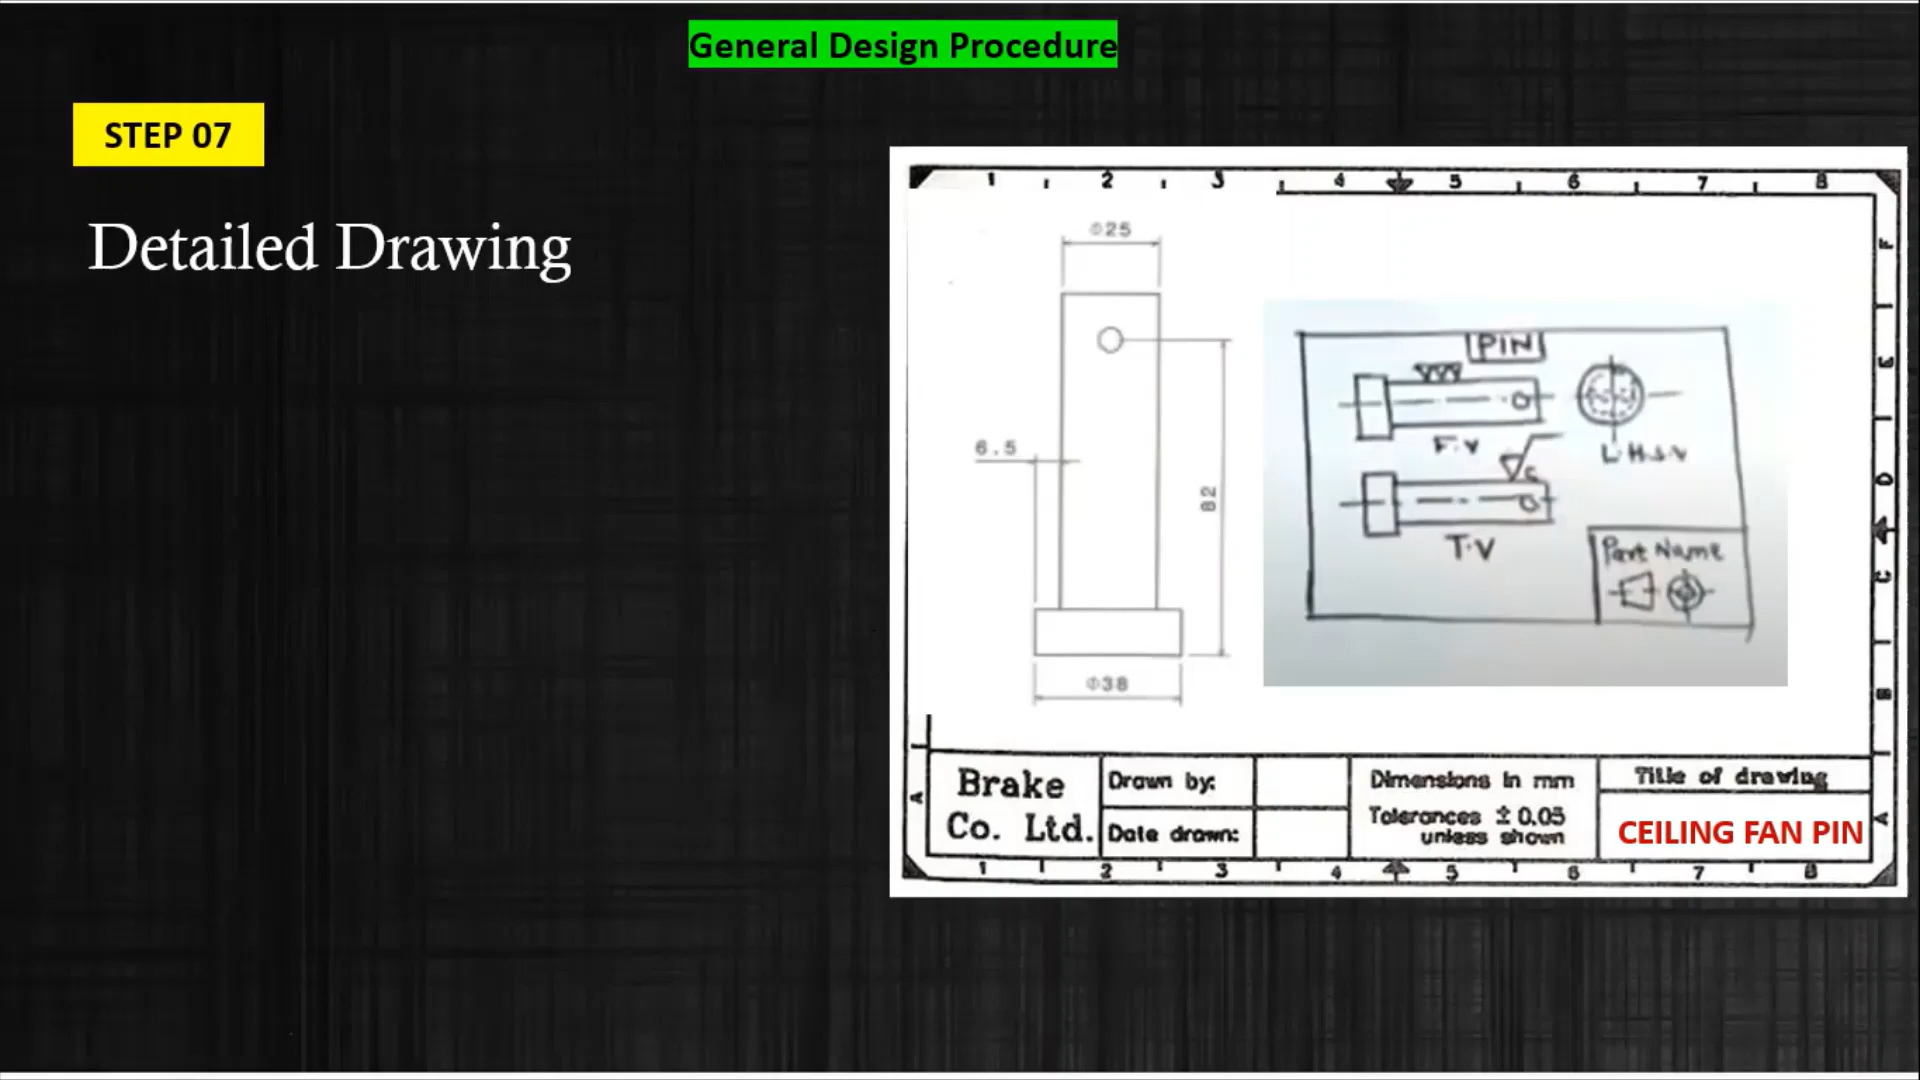 General Design Procedure
STEP 07
Detailed Drawing
1 2 3 4 5 6 7 8
F
E
D
C
B
A
Φ25
6.5
82
Φ38
PIN
F.V
L.H.S.V
T.V
Part Name
Brake
Co. Ltd.
Drawn by:
Date drawn:
Dimensions in mm
Tolerances ± 0.05
unless shown
Title of drawing
CEILING FAN PIN
A
1 2 3 4 5 6 7 8